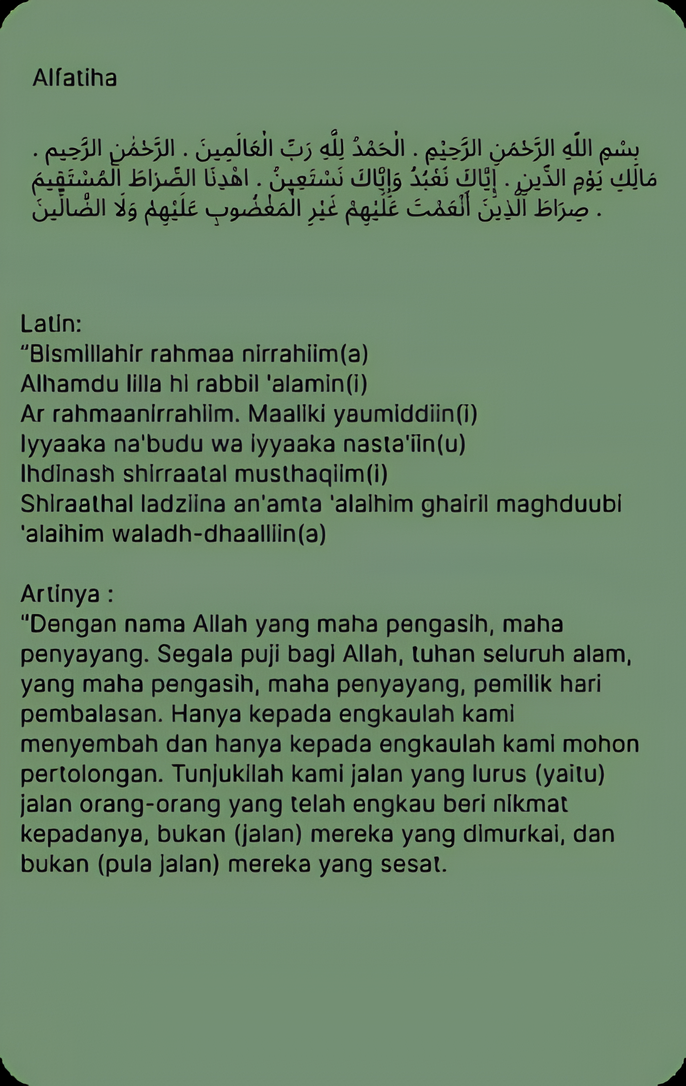 Alfatiha
بِسْمِ اللَّهِ الرَّحْمَنِ الرَّحِيْمِ . الْحَمْدُ لِلَّهِ رَبِّ الْعَالَمِينَ . الرَّحْمَٰنِ الرَّحِيمِ .
مَالِكِ يَوْمِ الدِّينِ . إِيَّاكَ نَعْبُدُ وَإِيَّاكَ نَسْتَعِينُ . اهْدِنَا الصِّرَاطَ الْمُسْتَقِيمَ
. صِرَاطَ الَّذِينَ أَنْعَمْتَ عَلَيْهِمْ غَيْرِ الْمَغْضُوبِ عَلَيْهِمْ وَلَا الضَّالِّينَ
Latin:
“Bismillahir rahmaa nirrahiim(a)
Alhamdu lilla hi rabbil 'alamin(i)
Ar rahmaanirrahiim. Maaliki yaumiddiin(i)
Iyyaaka na'budu wa iyyaaka nasta'iin(u)
Ihdinash shirraatal musthaqiim(i)
Shiraathal ladziina an'amta 'alaihim ghairil maghduubi
'alaihim waladh-dhaalliin(a)
Artinya :
"Dengan nama Allah yang maha pengasih, maha
penyayang. Segala puji bagi Allah, tuhan seluruh alam,
yang maha pengasih, maha penyayang, pemilik hari
pembalasan. Hanya kepada engkaulah kami
menyembah dan hanya kepada engkaulah kami mohon
pertolongan. Tunjukilah kami jalan yang lurus (yaitu)
jalan orang-orang yang telah engkau beri nikmat
kepadanya, bukan (jalan) mereka yang dimurkai, dan
bukan (pula jalan) mereka yang sesat.